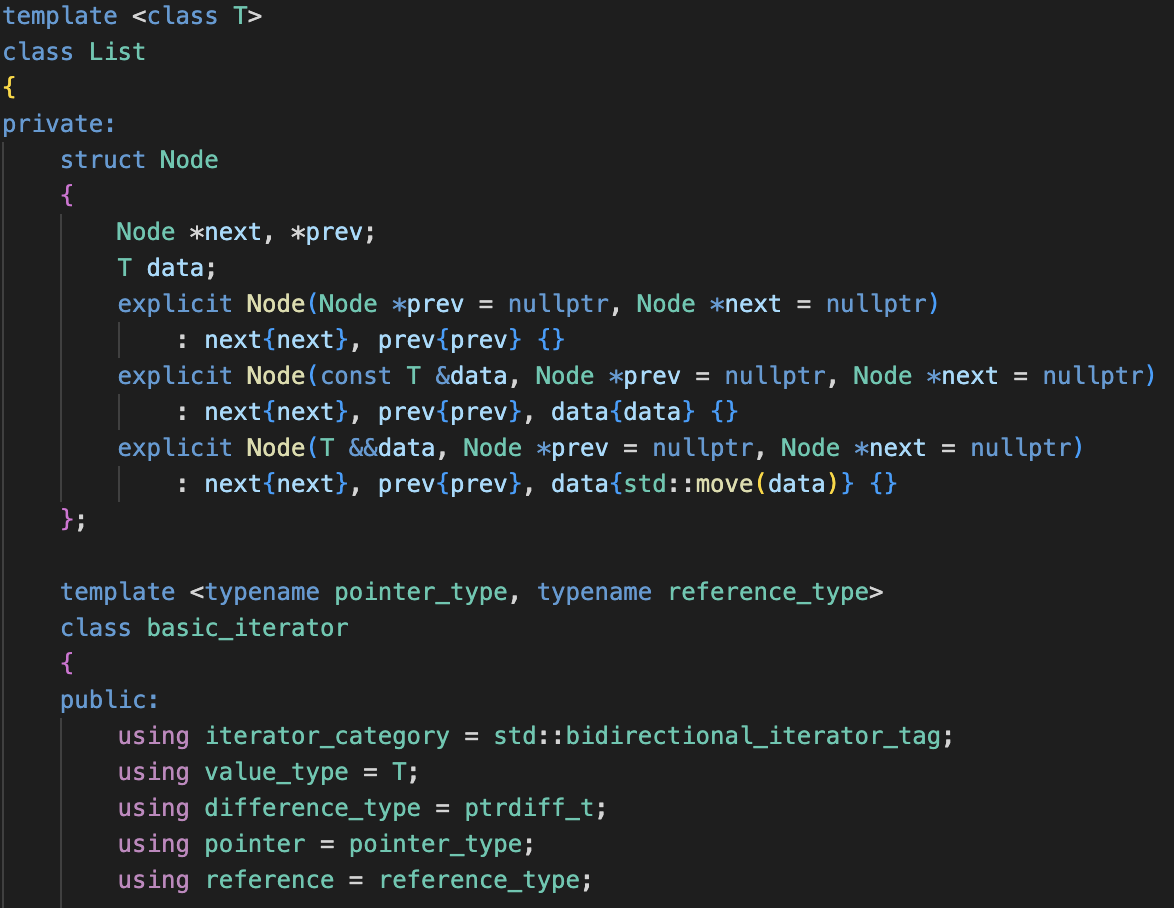 template <class T>
class List
{
private:
    struct Node
    {
        Node *next, *prev;
        T data;
        explicit Node(Node *prev = nullptr, Node *next = nullptr)
            : next{next}, prev{prev} {}
        explicit Node(const T &data, Node *prev = nullptr, Node *next = nullptr)
            : next{next}, prev{prev}, data{data} {}
        explicit Node(T &&data, Node *prev = nullptr, Node *next = nullptr)
            : next{next}, prev{prev}, data{std::move(data)} {}
    };

    template <typename pointer_type, typename reference_type>
    class basic_iterator
    {
    public:
        using iterator_category = std::bidirectional_iterator_tag;
        using value_type = T;
        using difference_type = ptrdiff_t;
        using pointer = pointer_type;
        using reference = reference_type;